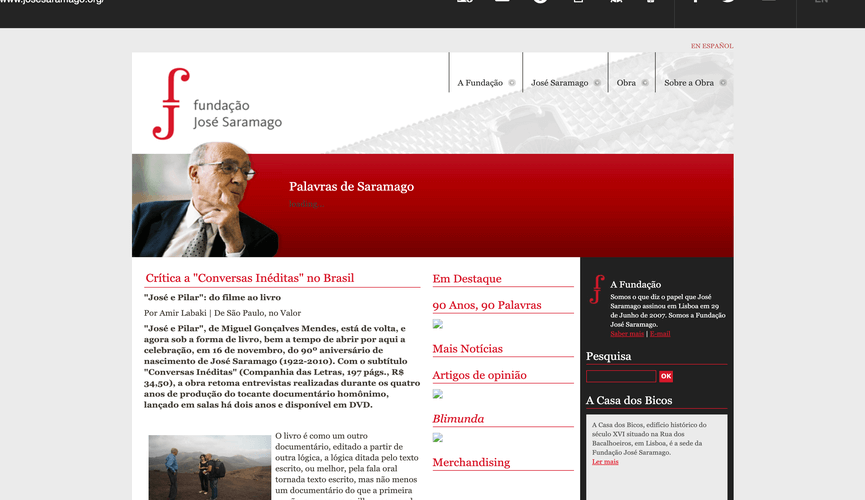 www.josesaramago.org/
EN
EN ESPAÑOL
fundação
José Saramago
A Fundação
José Saramago
Obra
Sobre a Obra
Palavras de Saramago
loading...
Crítica a "Conversas Inéditas" no Brasil
"José e Pilar": do filme ao livro
Por Amir Labaki | De São Paulo, no Valor
"José e Pilar", de Miguel Gonçalves Mendes, está de volta, e
agora sob a forma de livro, bem a tempo de abrir por aqui a
celebração, em 16 de novembro, do 90º aniversário de
nascimento de José Saramago (1922-2010). Com o subtítulo
"Conversas Inéditas" (Companhia das Letras, 197 págs., R$
34,50), a obra retoma entrevistas realizadas durante os quatro
anos de produção do tocante documentário homônimo,
lançado em salas há dois anos e disponível em DVD.
O livro é como um outro
documentário, editado a partir de
outra lógica, a lógica ditada pelo texto
escrito, ou melhor, pela fala oral
tornada texto escrito, mas não menos
um documentário do que a primeira
Em Destaque
90 Anos, 90 Palavras
Mais Notícias
Artigos de opinião
Blimunda
Merchandising
A Fundação
Somos o que diz o papel que José
Saramago assinou em Lisboa em 29
de Junho de 2007. Somos a Fundação
José Saramago.
Saber mais | E-mail
Pesquisa
OK
A Casa dos Bicos
A Casa dos Bicos, edifício histórico do
século XVI situado na Rua dos
Bacalhoeiros, em Lisboa, é a sede da
Fundação José Saramago.
Ler mais